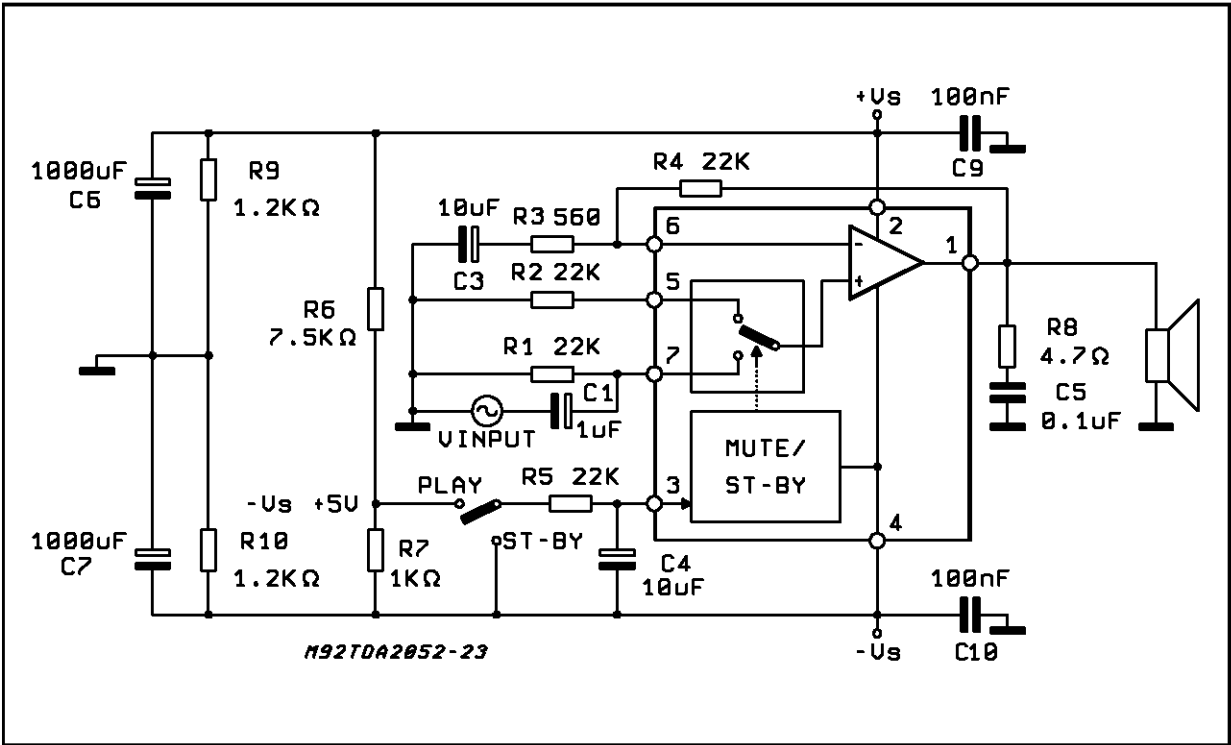 +Vs 100nF
C9
1000uF
C6
R9
1.2KΩ
R4 22K
10uF
C3
R3 560
6
2
1
-
+
R2 22K
5
R6
7.5KΩ
R1 22K
7
C1
1uF
VINPUT
R8
4.7Ω
C5
0.1uF
MUTE/
ST-BY
PLAY
R5 22K
3
-Vs +5V
ST-BY
4
1000uF
C7
R10
1.2KΩ
R7
1KΩ
C4
10uF
100nF
C10
-Vs
M92TDA2052-23